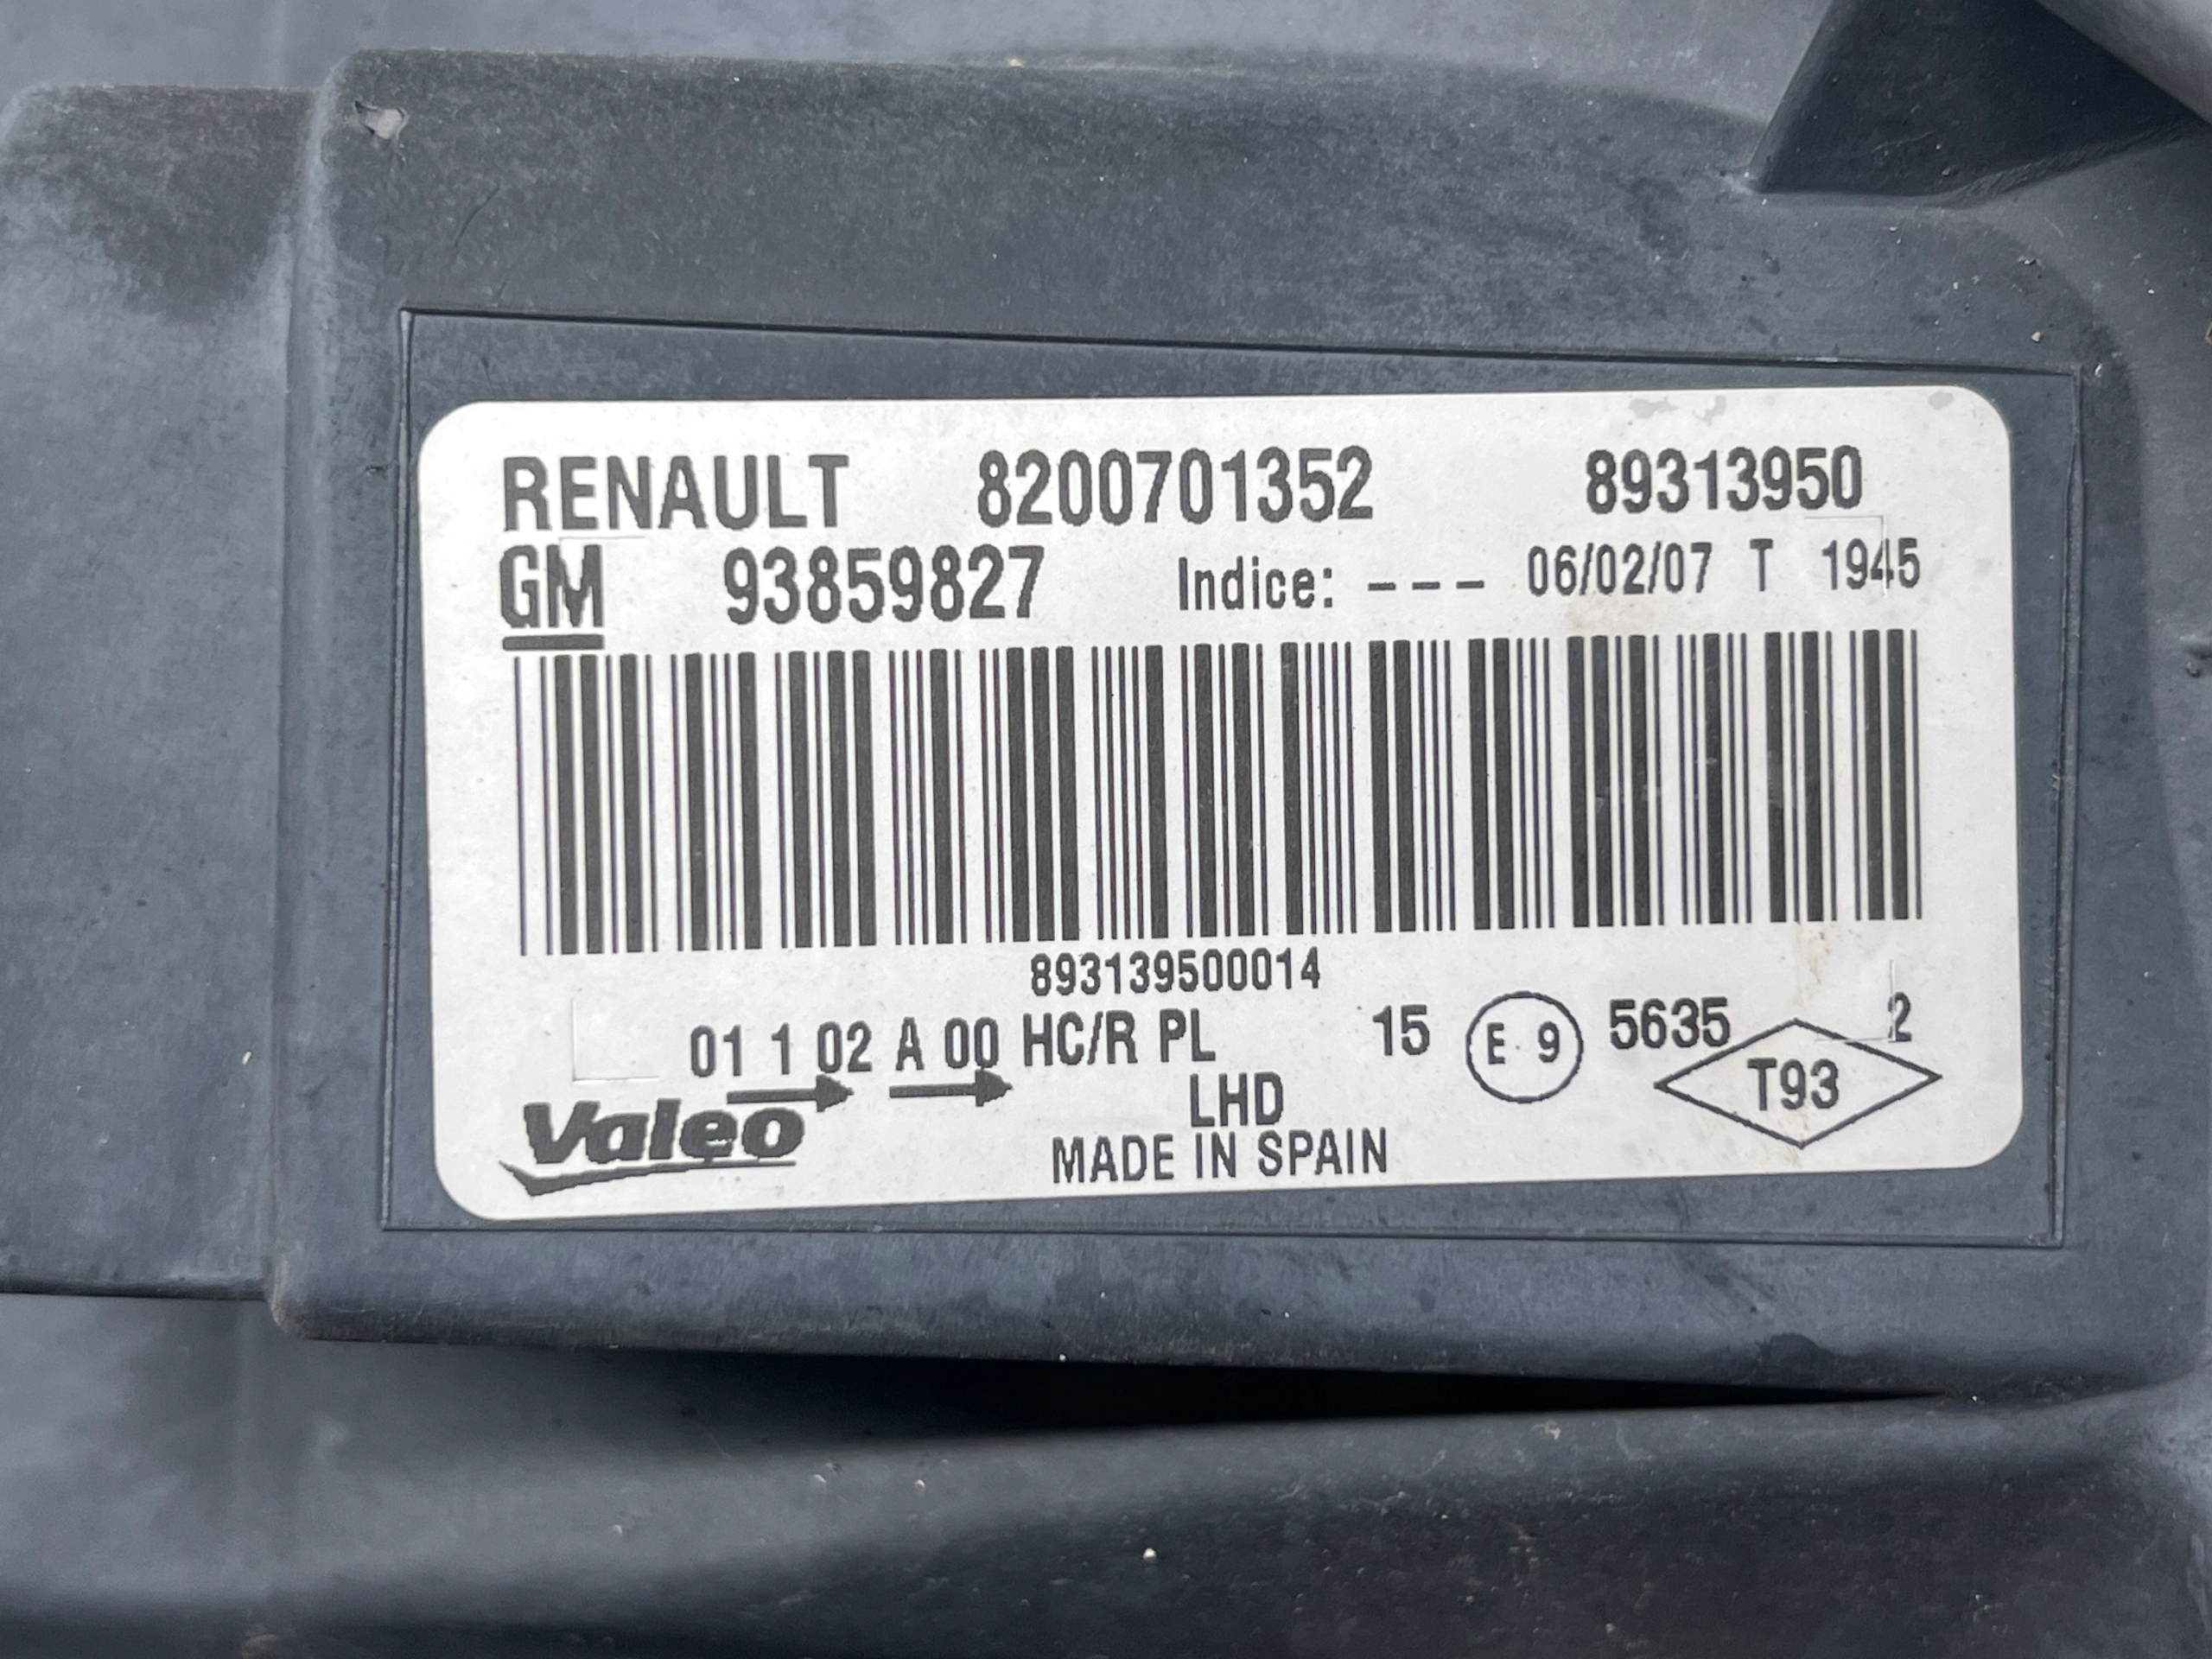 RENAULT 8200701352 89313950
GM 93859827 Indice: --- 06/02/07 T 1945
893139500014
01 1 02 A 00 HC/R PL 15 E 9 5635 2
Valeo LHD T93
MADE IN SPAIN